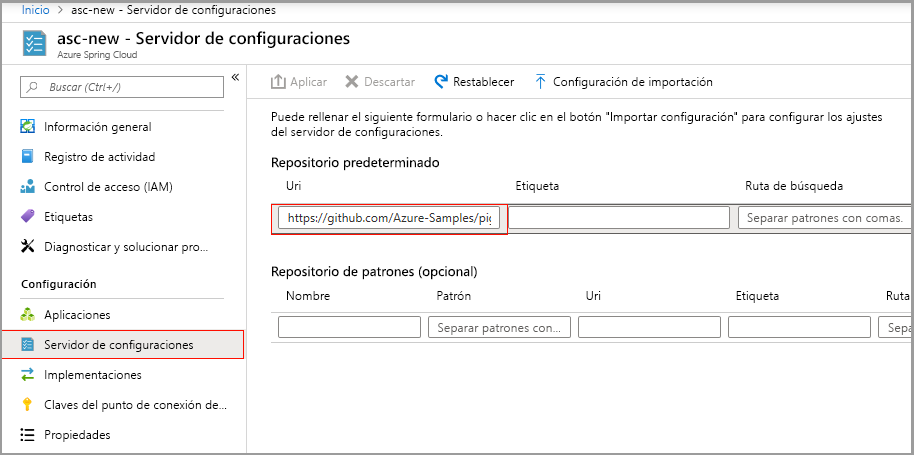 Inicio > asc-new - Servidor de configuraciones
asc-new - Servidor de configuraciones
Azure Spring Cloud
Buscar (Ctrl+/)
«
Información general
Registro de actividad
Control de acceso (IAM)
Etiquetas
Diagnosticar y solucionar pro...
Configuración
Aplicaciones
Servidor de configuraciones
Implementaciones
Claves del punto de conexión de...
Propiedades
Aplicar Descartar Restablecer Configuración de importación
Puede rellenar el siguiente formulario o hacer clic en el botón "Importar configuración" para configurar los ajustes
del servidor de configuraciones.
Repositorio predeterminado
Uri Etiqueta Ruta de búsqueda
https://github.com/Azure-Samples/pig Separar patrones con comas.
Repositorio de patrones (opcional)
Nombre Patrón Uri Etiqueta Ruta
Separar patrones con... Sepa